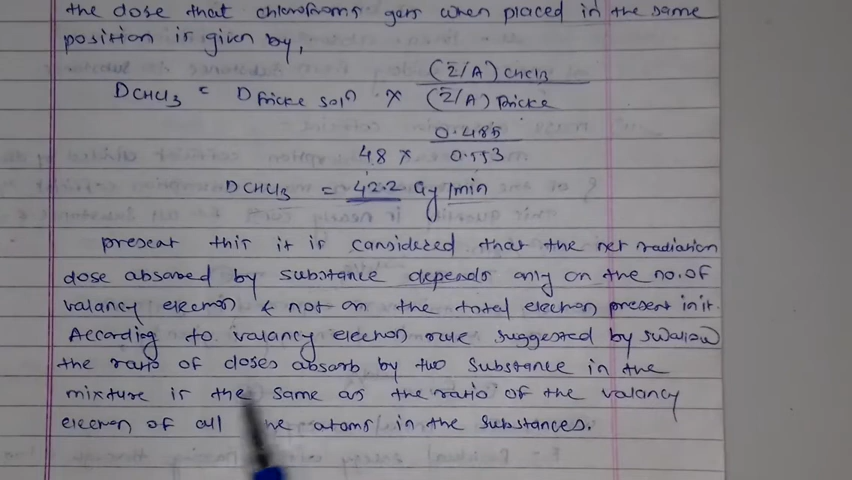 the dose that chloroform gets when placed in the same
position is given by,
DCHCl3 = DFricke soln × (Z/A) CHCl3 / (Z/A) Fricke
48 × 0.485 / 0.553
DCHCl3 = 42.2 Gy/min
present this it is considered that the net radiation
dose absorbed by substance depends only on the no. of
valancy electron & not on the total electron present in it.
According to valancy electron rule suggested by swallow
the ratio of doses absorb by two substance in the
mixture is the same as the ratio of the valancy
electron of all atoms in the substances.